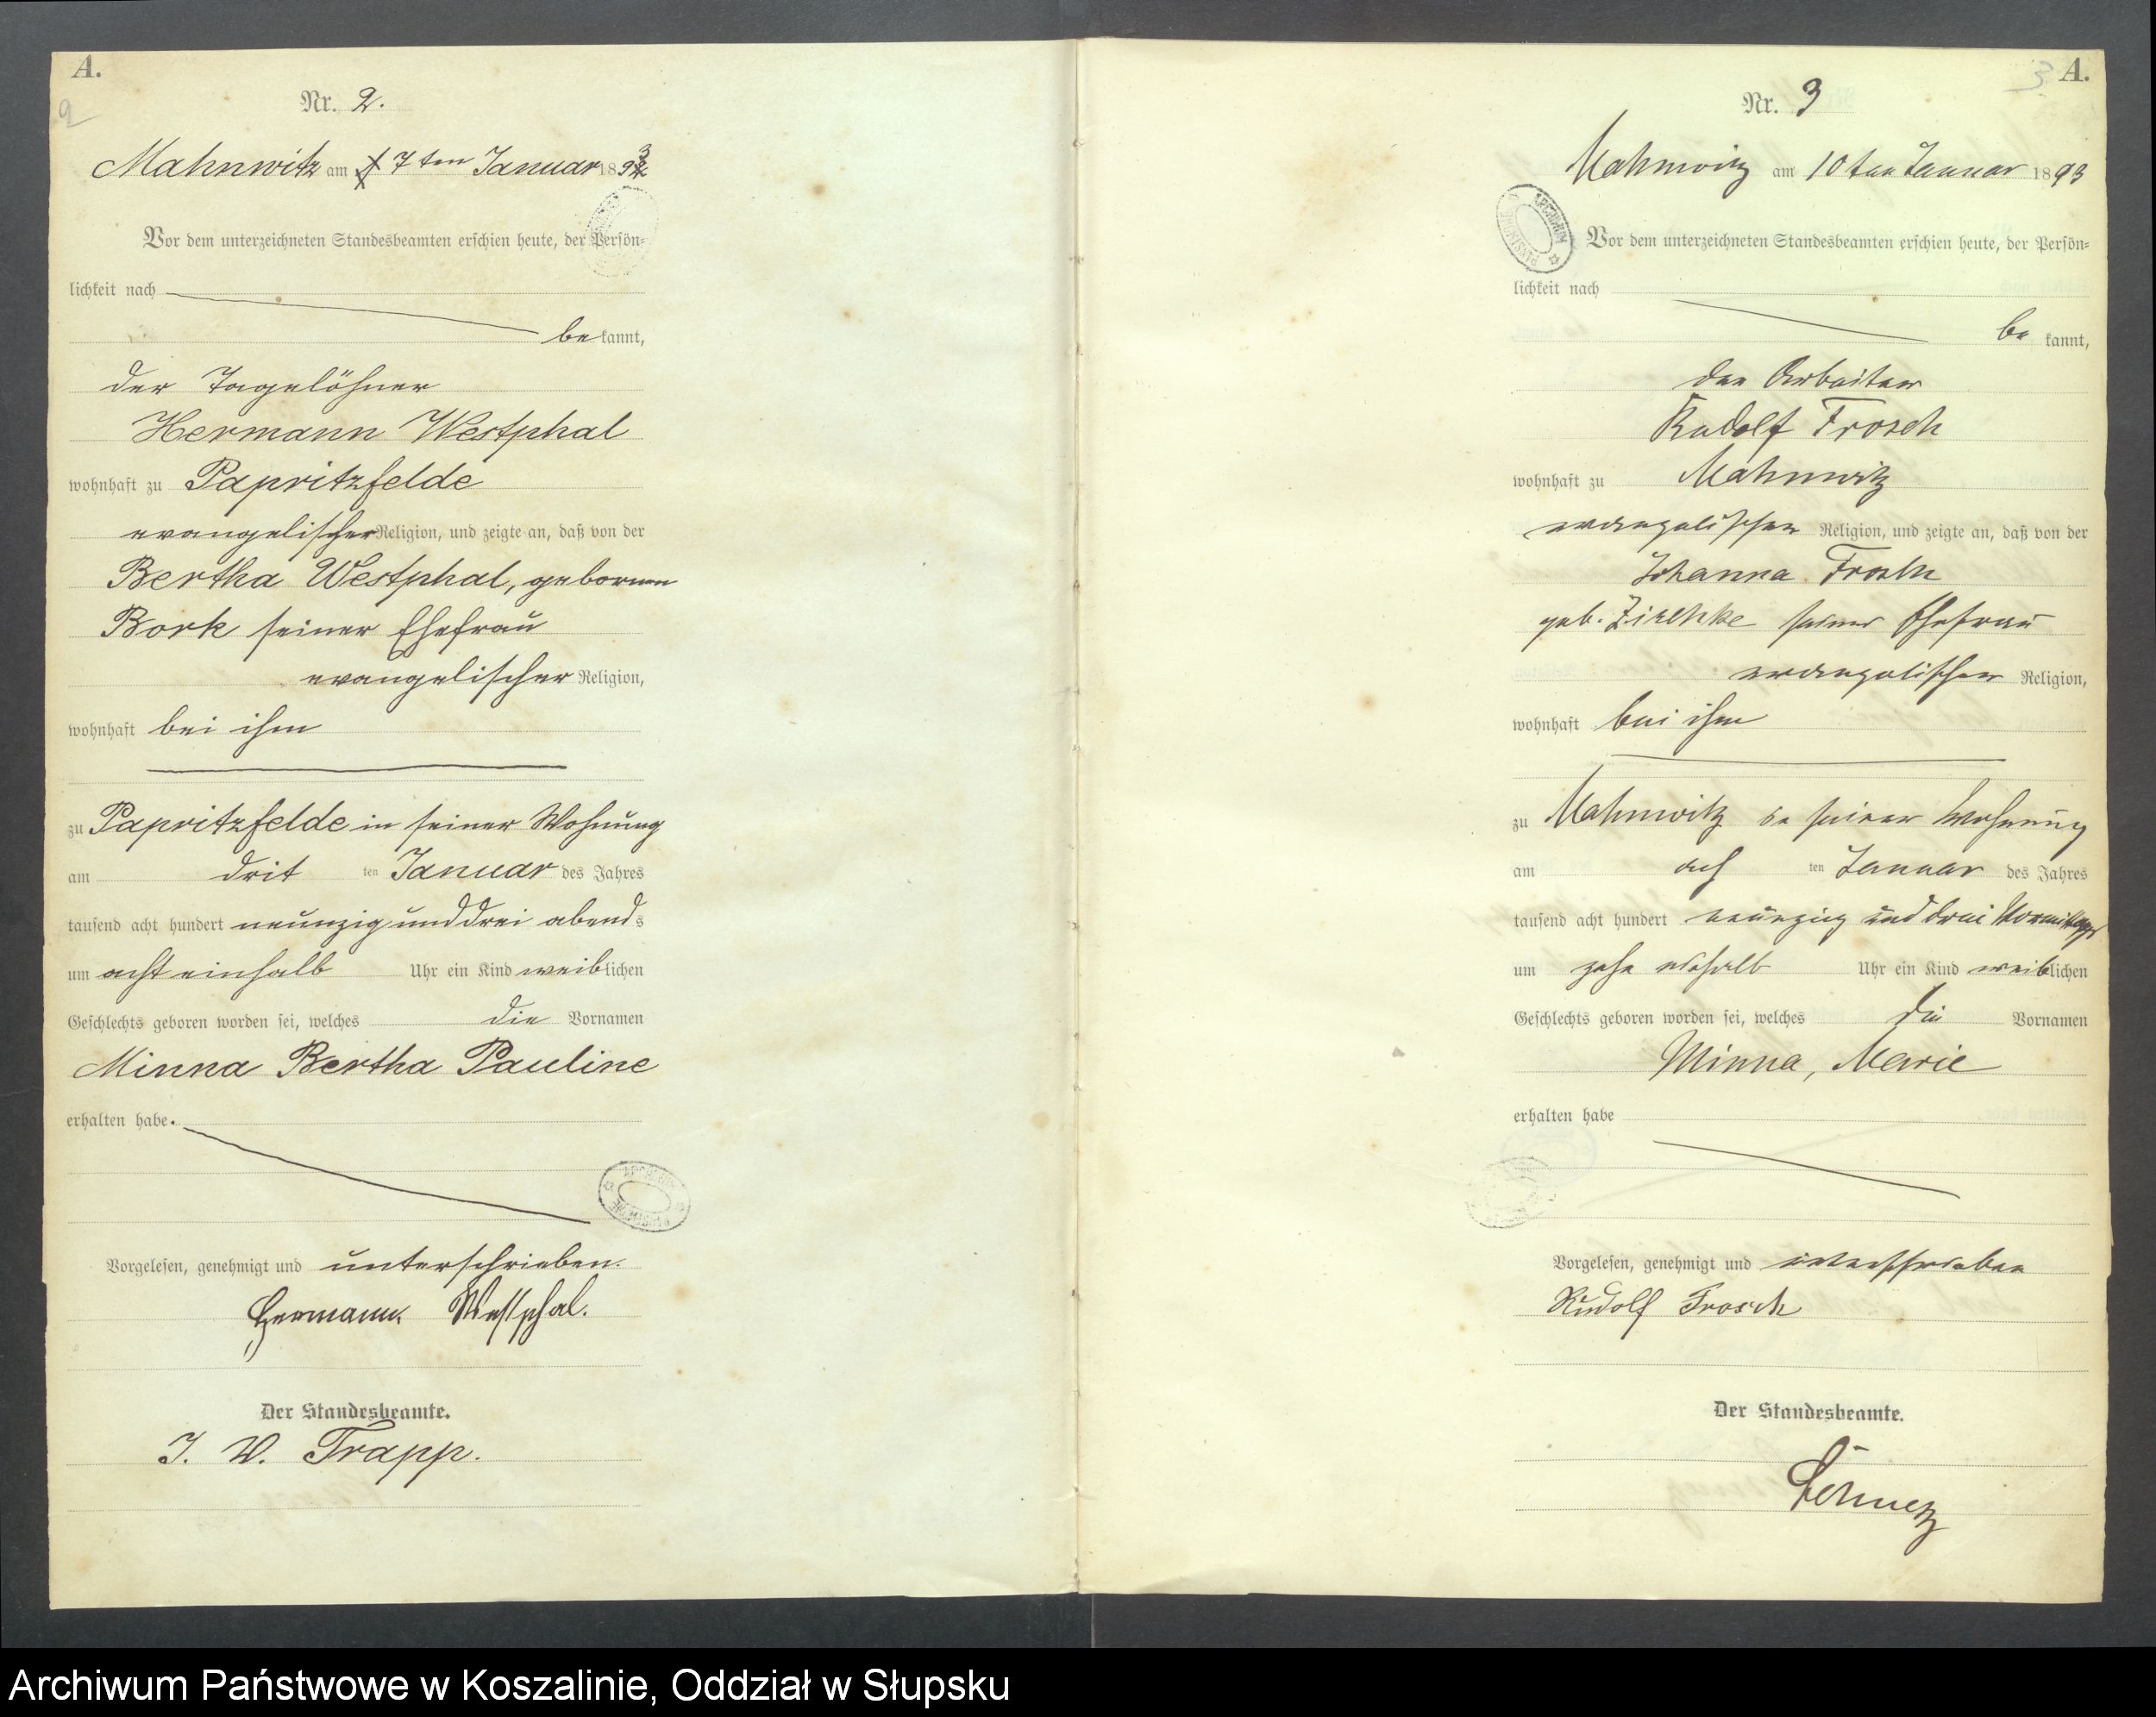 A.
2
Nr. 2.
Mahnwitz am 7ten Januar 1893
Vor dem unterzeichneten Standesbeamten erschien heute, der Persön-
lichkeit nach
bekannt,
der Tagelöhner
Hermann Westphal
wohnhaft zu Papritzfelde
evangelischer Religion, und zeigte an, daß von der
Bertha Westphal, geborenen
Bork seiner Ehefrau
evangelischer Religion,
wohnhaft bei ihm
zu Papritzfelde in seiner Wohnung
am dritten Januar des Jahres
tausend acht hundert neunzig und drei abends
um acht einhalb Uhr ein Kind weiblichen
Geschlechts geboren worden sei, welches die Vornamen
Minna Bertha Pauline
erhalten habe.
Vorgelesen, genehmigt und unterschrieben.
Hermann Westphal.
Der Standesbeamte.
J. V. Trapp.
3 A.
Nr. 3
Mahnwitz am 10ten Januar 1893
Vor dem unterzeichneten Standesbeamten erschien heute, der Persön-
lichkeit nach
be kannt,
der Arbeiter
Rudolf Frosch
wohnhaft zu Mahnwitz
evangelischer Religion, und zeigte an, daß von der
Johanna Frosch
geb. seiner Ehefrau
evangelischer Religion,
wohnhaft bei ihm
zu Mahnwitz in seiner Wohnung
am achten Januar des Jahres
tausend acht hundert neunzig und drei Vormittags
um zehn einhalb Uhr ein Kind weiblichen
Geschlechts geboren worden sei, welches die Vornamen
Minna, Marie
erhalten habe
Vorgelesen, genehmigt und unterschrieben
Rudolf Frosch
Der Standesbeamte.
Archiwum Państwowe w Koszalinie, Oddział w Słupsku